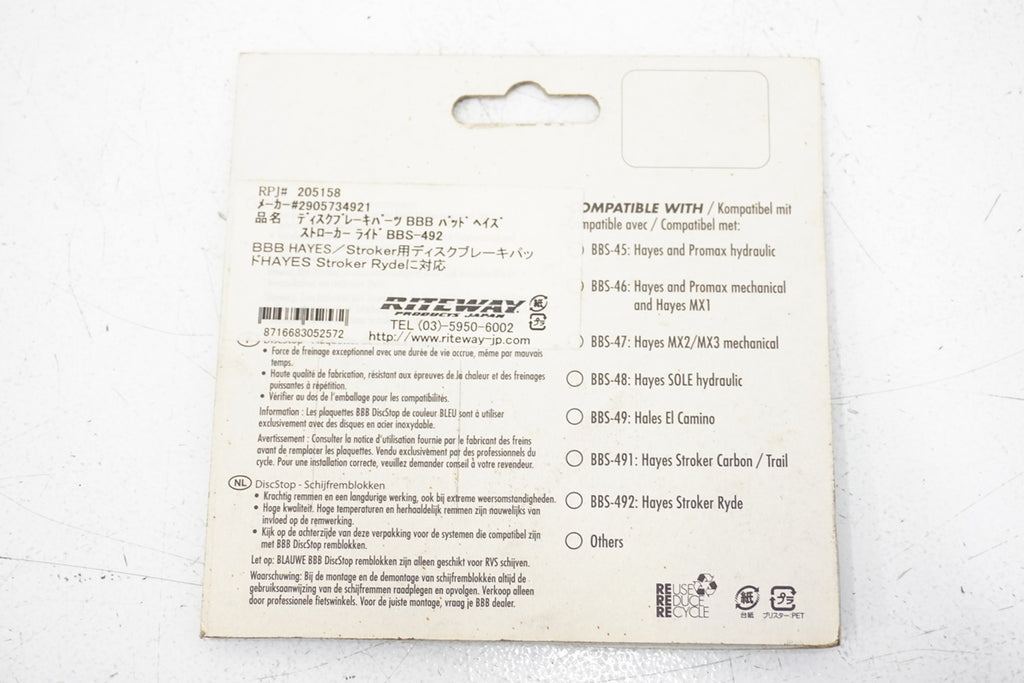 RPJ# 205158
メーカー#2905734921
品名 ディスクブレーキパーツ BBB パッド ヘイズ
ストローカー ライド BBS-492
BBB HAYES／Stroker用ディスクブレーキパッ
ドHAYES Stroker Rydeに対応
RITEWAY
PRODUCTS JAPAN
紙
プラ
TEL (03)-5950-6002
http://www.riteway-jp.com
8716683052572
• Force de freinage exceptionnel avec une durée de vie accrue, même par mauvais
temps.
• Haute qualité de fabrication, résistant aux épreuves de la chaleur et des freinages
puissantes à répétition.
• Vérifier au dos de l'emballage pour les compatibilités.
Information : Les plaquettes BBB DiscStop de couleur BLEU sont à utiliser
exclusivement avec des disques en acier inoxydable.
Avertissement : Consulter la notice d'utilisation fournie par le fabricant des freins
avant de remplacer les plaquettes. Vendu exclusivement par des professionnels du
cycle. Pour une installation correcte, veuillez demander conseil à votre revendeur.
NL DiscStop - Schijfremblokken
• Krachtig remmen en een langdurige werking, ook bij extreme weersomstandigheden.
• Hoge kwaliteit. Hoge temperaturen en herhaaldelijk remmen zijn nauwelijks van
invloed op de remwerking.
• Kijk op de achterzijde van deze verpakking voor de systemen die compatibel zijn
met BBB DiscStop remblokken.
Let op: BLAUWE BBB DiscStop remblokken zijn alleen geschikt voor RVS schijven.
Waarschuwing: Bij de montage en de demontage van schijfremblokken altijd de
gebruiksaanwijzing van de schijfremmen raadplegen en opvolgen. Verkoop alleen
door professionele fietswinkels. Voor de juiste montage, vraag je BBB dealer.
OMPATIBLE WITH / Kompatibel mit
mpatible avec / Compatibel met:
BBS-45: Hayes and Promax hydraulic
BBS-46: Hayes and Promax mechanical
and Hayes MX1
BBS-47: Hayes MX2/MX3 mechanical
BBS-48: Hayes SOLE hydraulic
BBS-49: Hales El Camino
BBS-491: Hayes Stroker Carbon / Trail
BBS-492: Hayes Stroker Ryde
Others
REUSE
REDUCE
RECYCLE
紙
台紙
プラ
ブリスター:PET